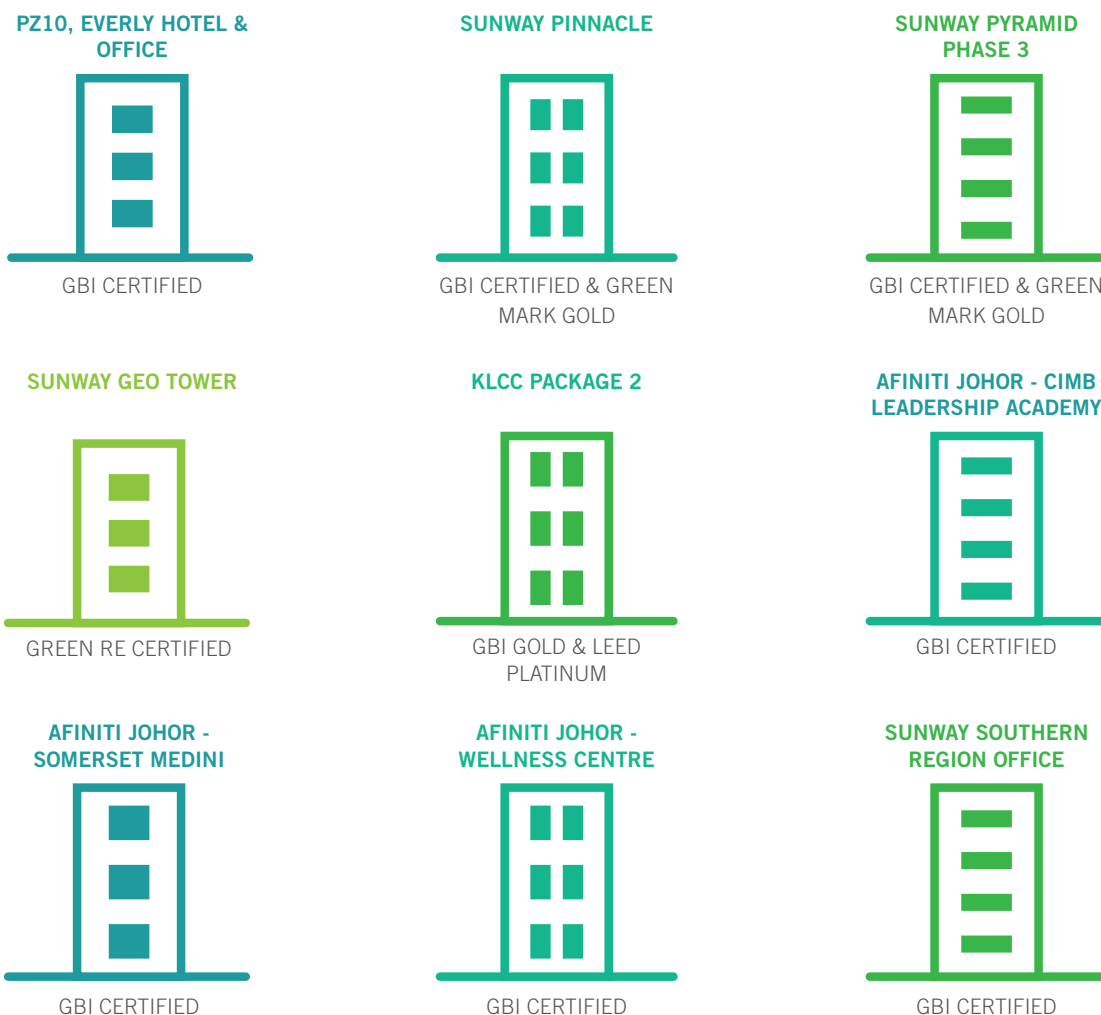 PZ10, EVERLY HOTEL &
OFFICE
GBI CERTIFIED
SUNWAY PINNACLE
GBI CERTIFIED & GREEN
MARK GOLD
SUNWAY PYRAMID
PHASE 3
GBI CERTIFIED & GREEN
MARK GOLD
SUNWAY GEO TOWER
GREEN RE CERTIFIED
KLCC PACKAGE 2
GBI GOLD & LEED
PLATINUM
AFINITI JOHOR - CIMB
LEADERSHIP ACADEMY
GBI CERTIFIED
AFINITI JOHOR -
SOMERSET MEDINI
GBI CERTIFIED
AFINITI JOHOR -
WELLNESS CENTRE
GBI CERTIFIED
SUNWAY SOUTHERN
REGION OFFICE
GBI CERTIFIED